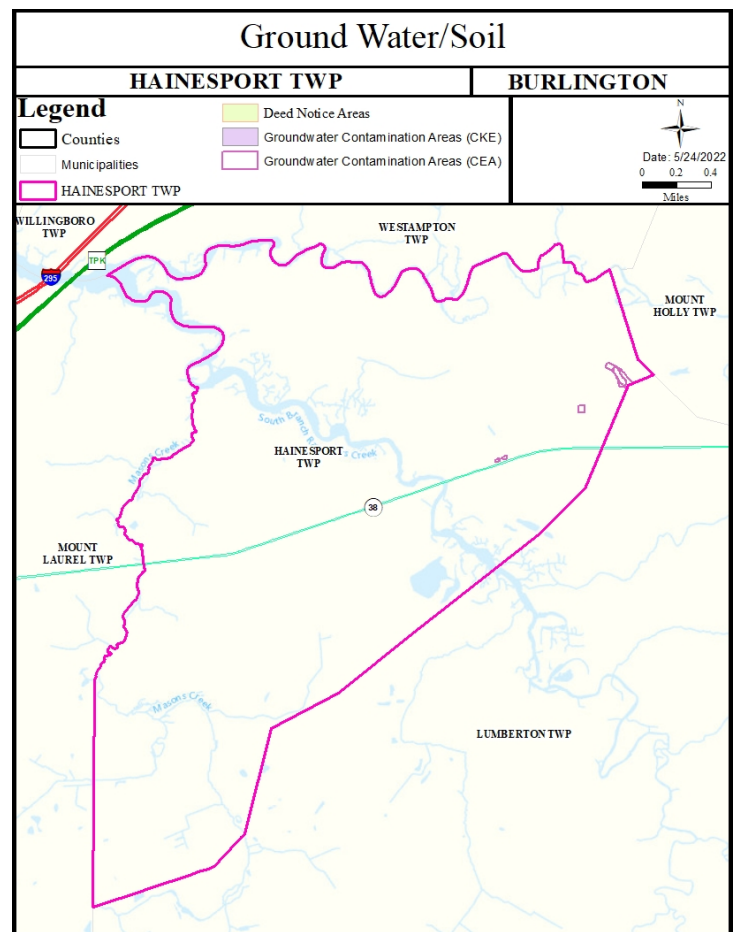 Ground Water/Soil
HAINESPORT TWP
BURLINGTON
Legend
Counties
Municipalities
HAINESPORT TWP
Deed Notice Areas
Groundwater Contamination Areas (CKE)
Groundwater Contamination Areas (CEA)
N
Date: 5/24/2022
0 0.2 0.4
Miles
WILLINGBORO
TWP
WESTAMPTON
TWP
TPK
295
MOUNT
HOLLY TWP
South Branch
Creek
Masons Creek
HAINESPORT
TWP
38
MOUNT
LAUREL TWP
Masons Creek
LUMBERTON TWP